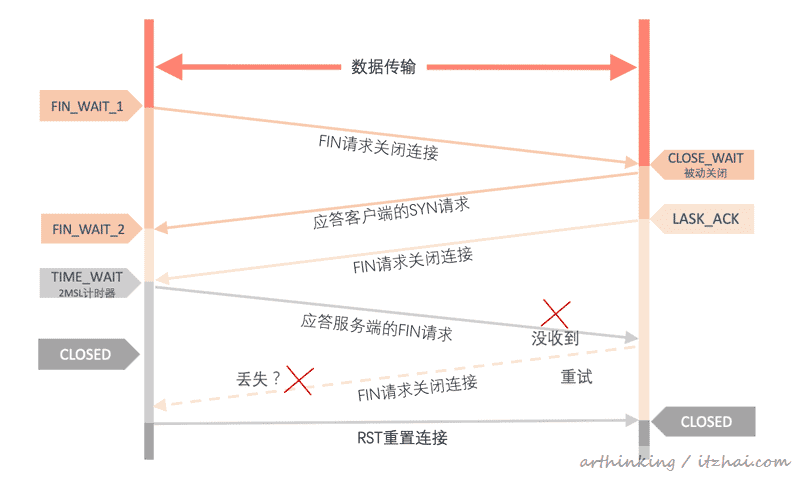 数据传输
FIN_WAIT_1
FIN请求关闭连接
CLOSE_WAIT
被动关闭
应答客户端的SYN请求
FIN_WAIT_2
LASK_ACK
FIN请求关闭连接
TIME_WAIT
2MSL计时器
应答服务端的FIN请求
没收到
CLOSED
丢失？
FIN请求关闭连接
重试
RST重置连接
CLOSED
arthinking / itzhai.com